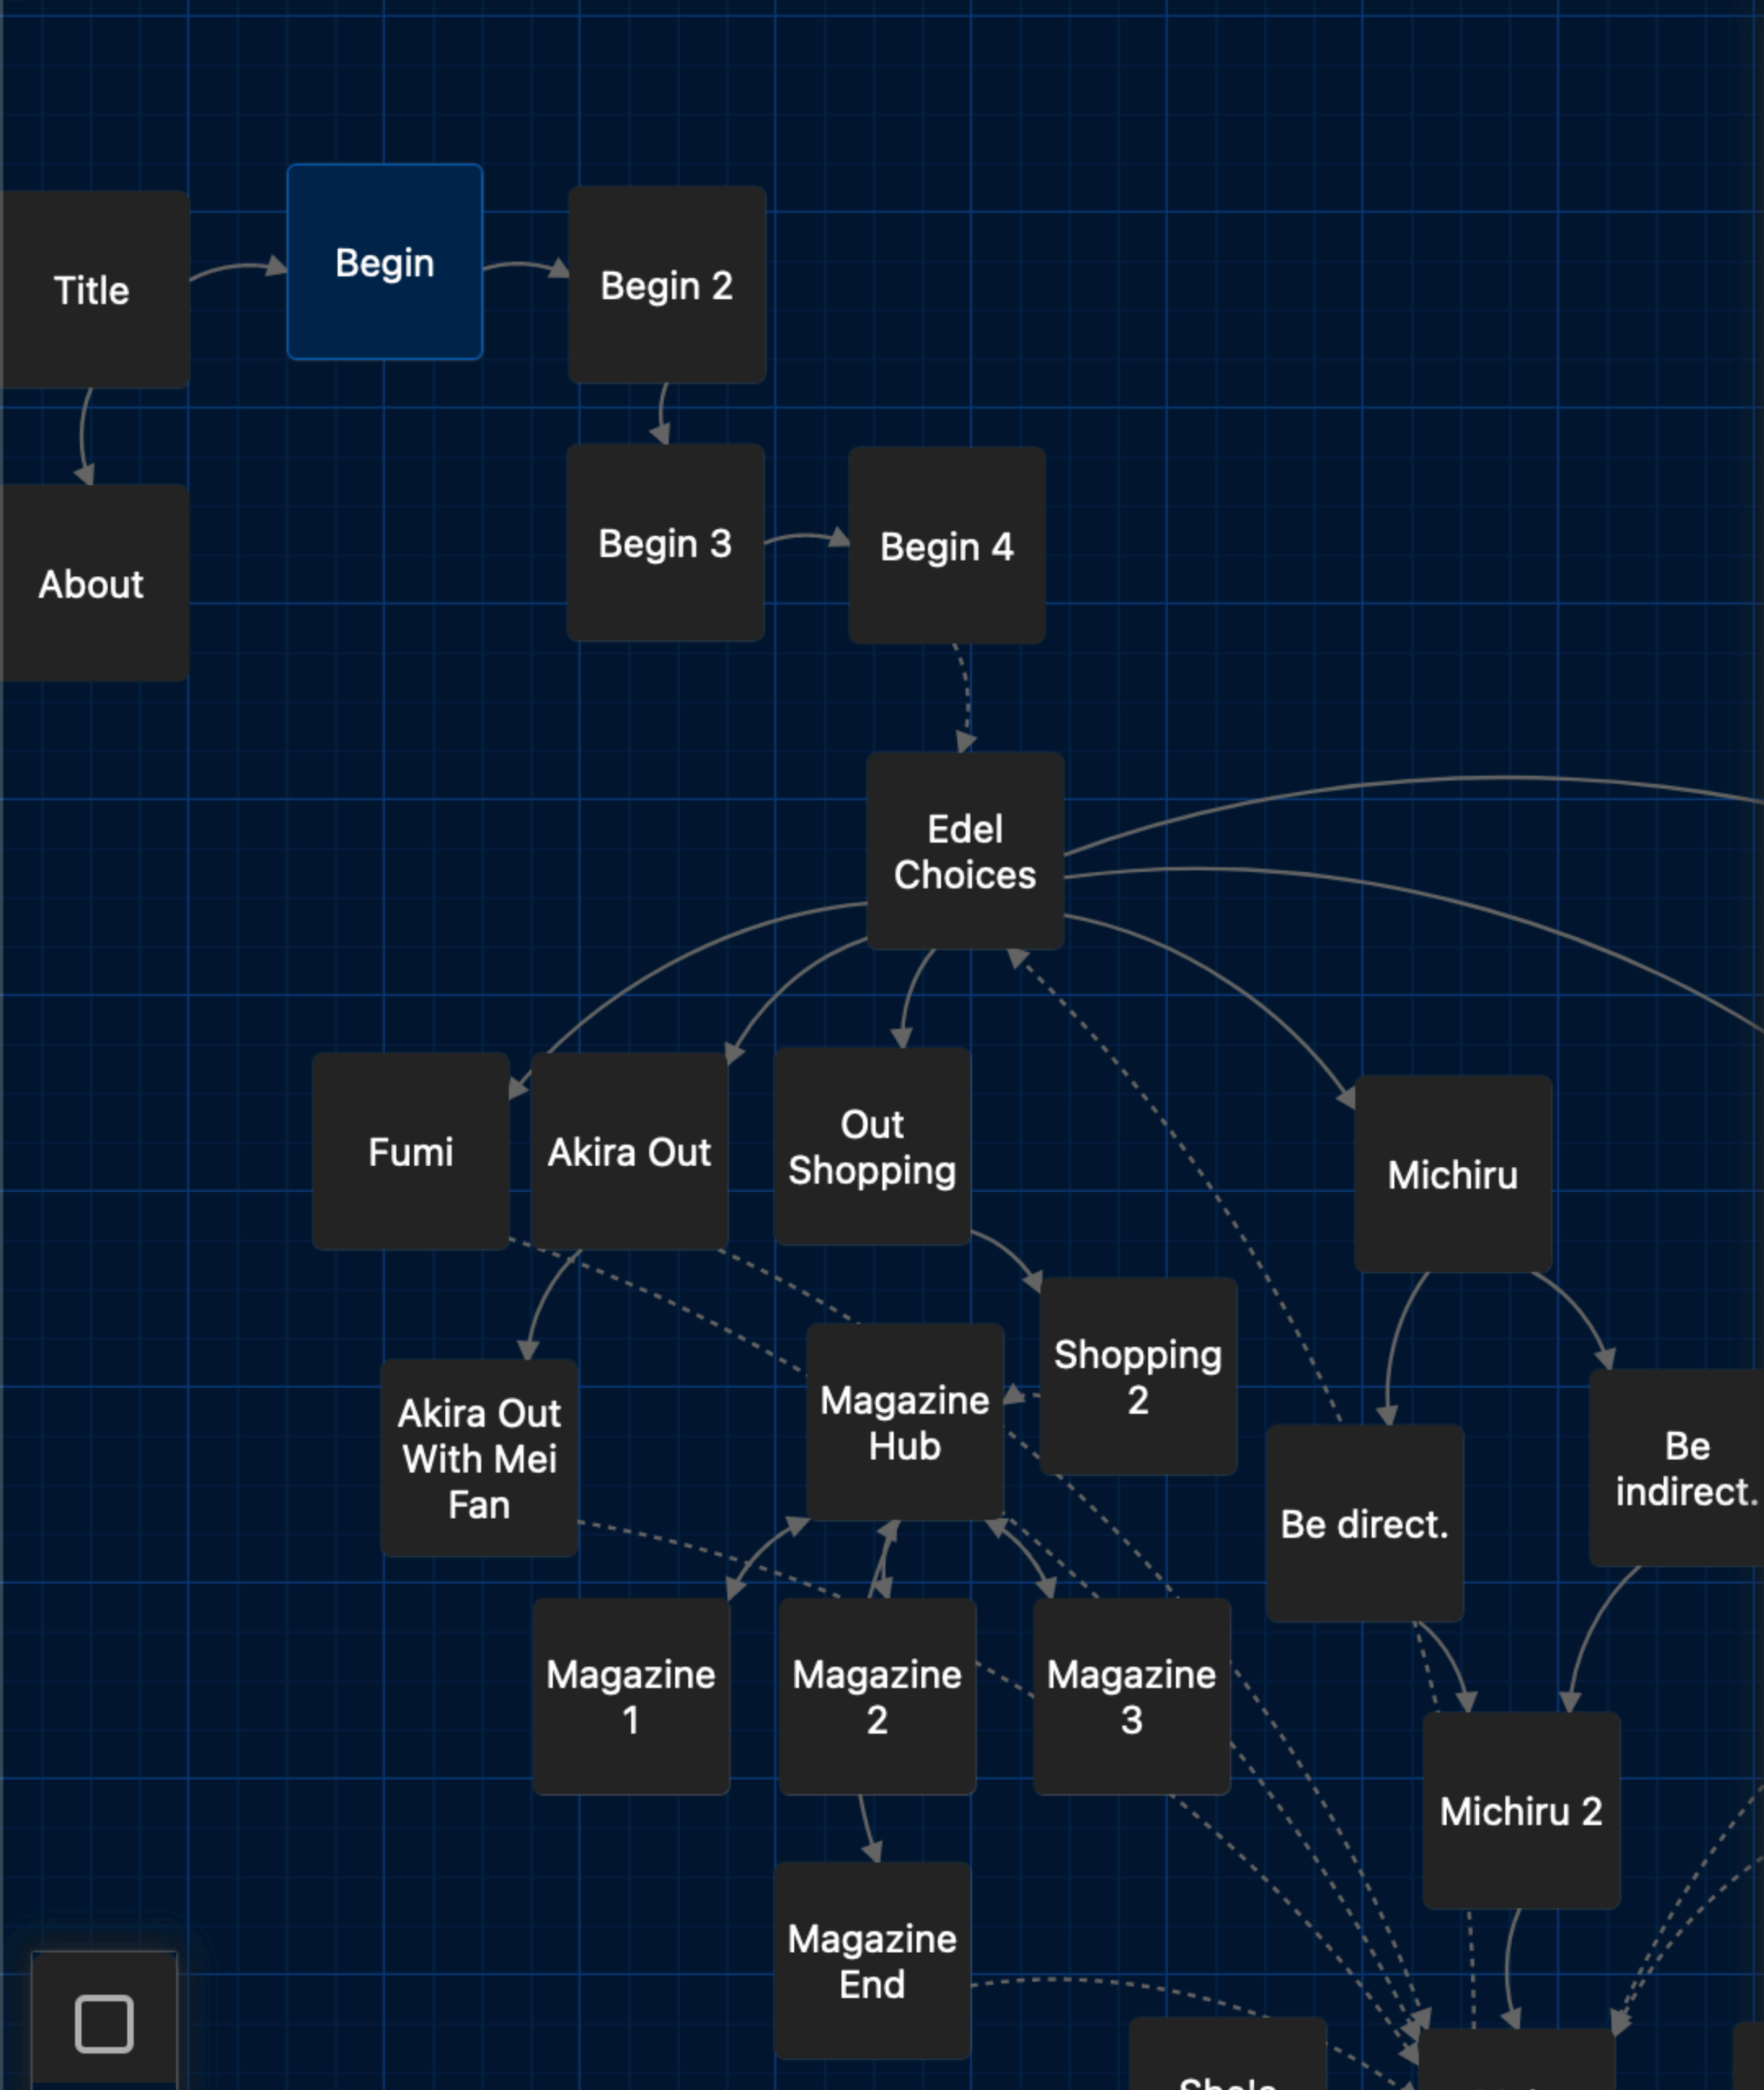 Title
Begin
Begin 2
About
Begin 3
Begin 4
Edel
Choices
Fumi
Akira Out
Out
Shopping
Michiru
Akira Out
With Mei
Fan
Magazine
Hub
Shopping
2
Be direct.
Be
indirect.
Magazine
1
Magazine
2
Magazine
3
Michiru 2
Magazine
End